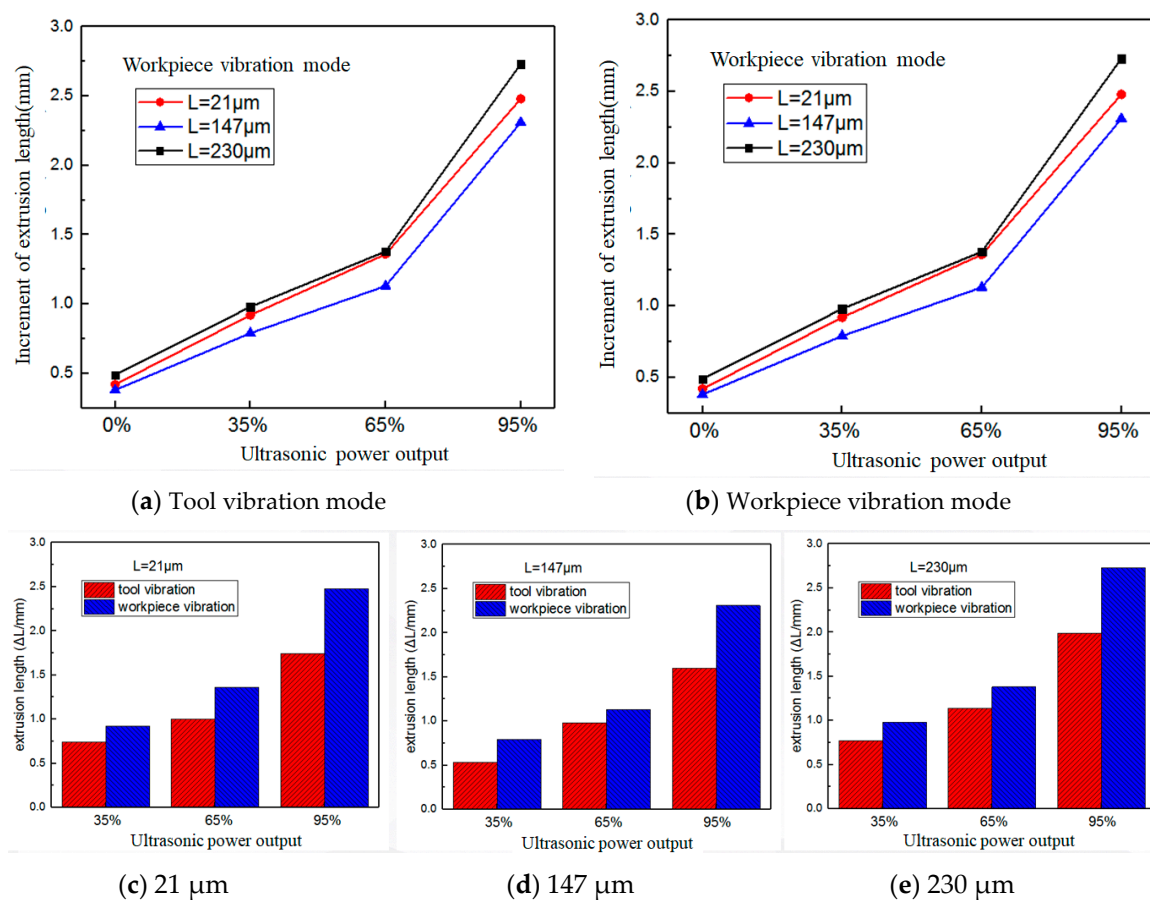 Increment of extrusion length(mm)
3.0
2.5
2.0
1.5
1.0
0.5
Workpiece vibration mode
L=21μm
L=147μm
L=230μm
0% 35% 65% 95%
Ultrasonic power output
(a) Tool vibration mode
Increment of extrusion length(mm)
3.0
2.5
2.0
1.5
1.0
0.5
Workpiece vibration mode
L=21μm
L=147μm
L=230μm
0% 35% 65% 95%
Ultrasonic power output
(b) Workpiece vibration mode
extrusion length (ΔL/mm)
3.0
2.5
2.0
1.5
1.0
0.5
0.0
L=21μm
tool vibration
workpiece vibration
35% 65% 95%
Ultrasonic power output
(c) 21 μm
extrusion length (ΔL/mm)
3.0
2.5
2.0
1.5
1.0
0.5
0.0
L=147μm
tool vibration
workpiece vibration
35% 65% 95%
Ultrasonic power output
(d) 147 μm
extrusion length (ΔL/mm)
3.0
2.5
2.0
1.5
1.0
0.5
0.0
L=230μm
tool vibration
workpiece vibration
35% 65% 95%
Ultrasonic power output
(e) 230 μm